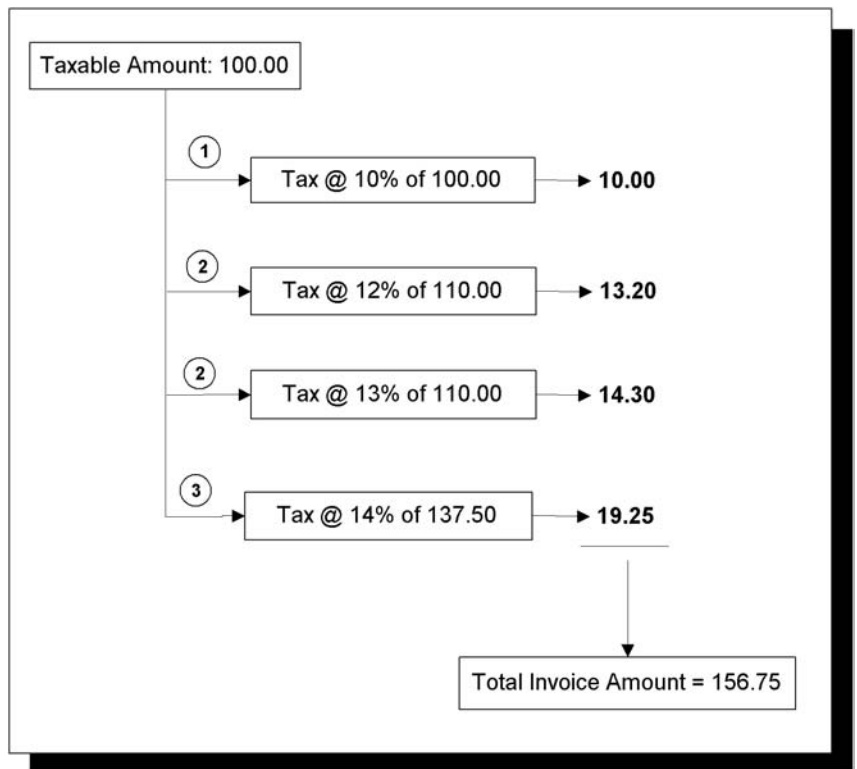 Taxable Amount: 100.00
1
Tax @ 10% of 100.00
10.00
2
Tax @ 12% of 110.00
13.20
2
Tax @ 13% of 110.00
14.30
3
Tax @ 14% of 137.50
19.25
Total Invoice Amount = 156.75